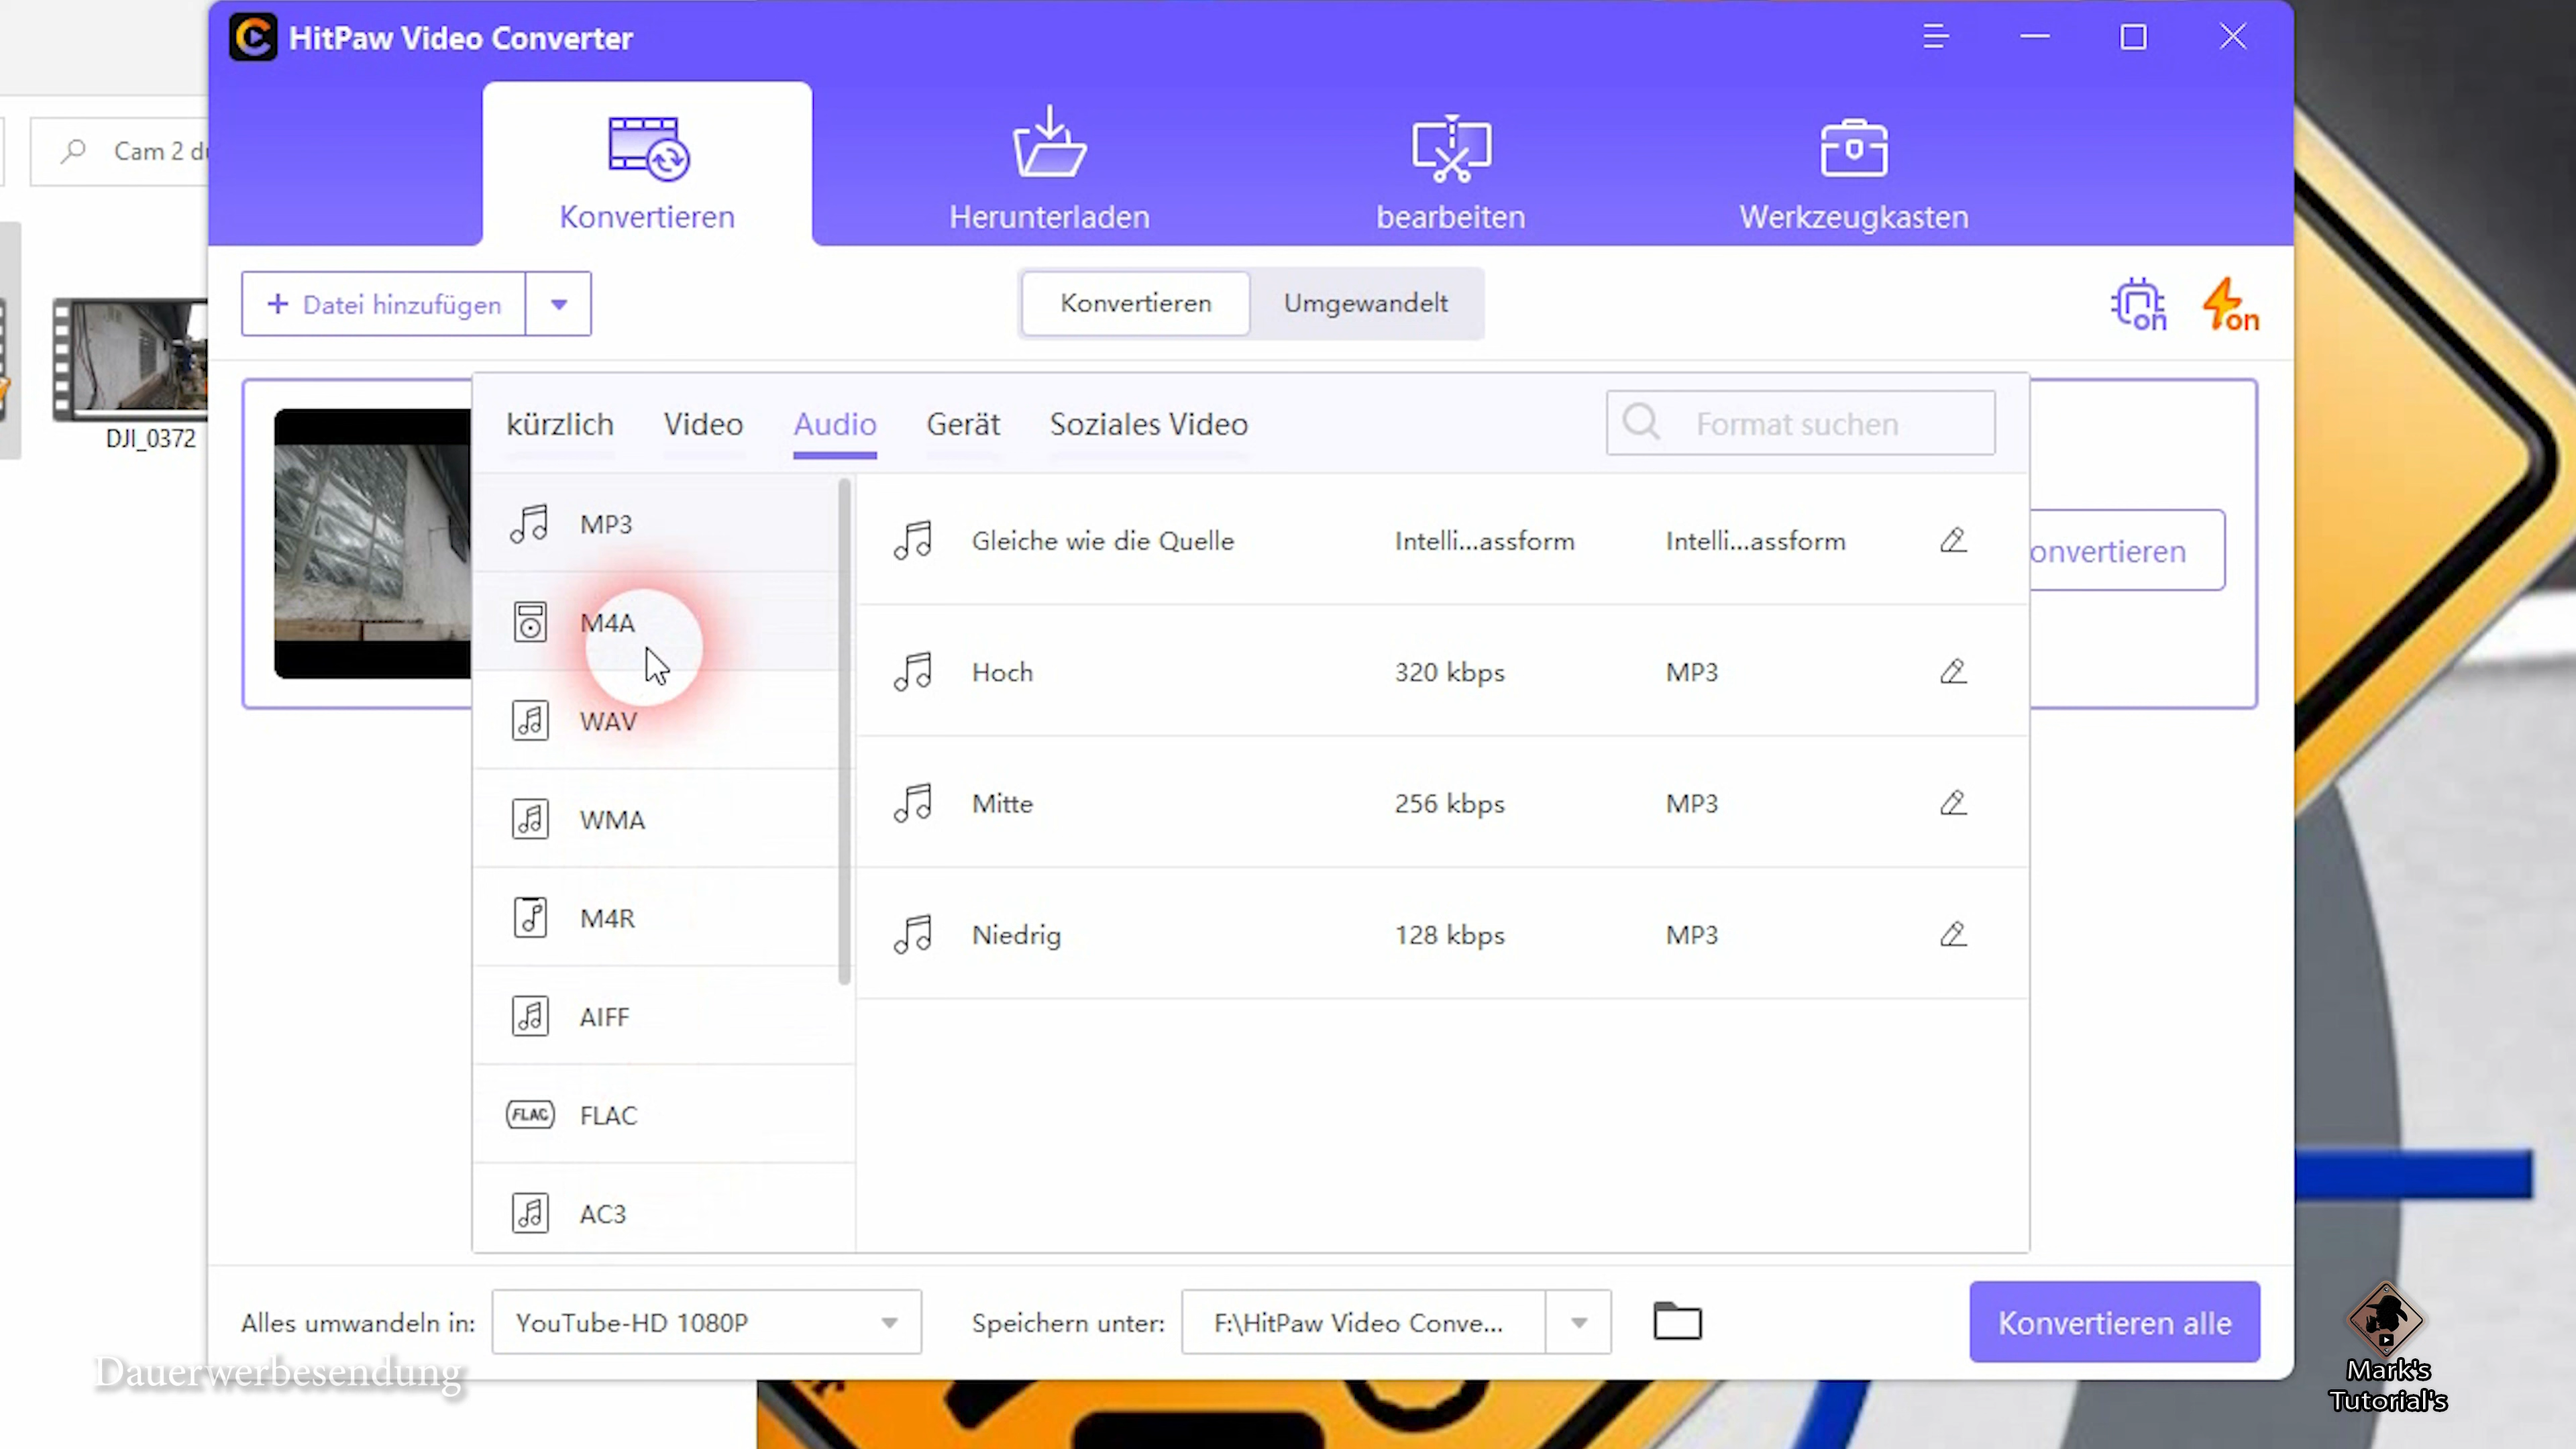 HitPaw Video Converter
Cam 2 d
Konvertieren
Herunterladen
bearbeiten
Werkzeugkasten
+ Datei hinzufügen
Konvertieren
Umgewandelt
on
on
DJI_0372
kürzlich
Video
Audio
Gerät
Soziales Video
Format suchen
MP3
M4A
WAV
WMA
M4R
AIFF
FLAC FLAC
AC3
Gleiche wie die Quelle Intelli...assform Intelli...assform
Hoch 320 kbps MP3
Mitte 256 kbps MP3
Niedrig 128 kbps MP3
onvertieren
Alles umwandeln in: YouTube-HD 1080P
Speichern unter: F:\HitPaw Video Conve...
Konvertieren alle
Dauerwerbesendung
Mark's
Tutorial's